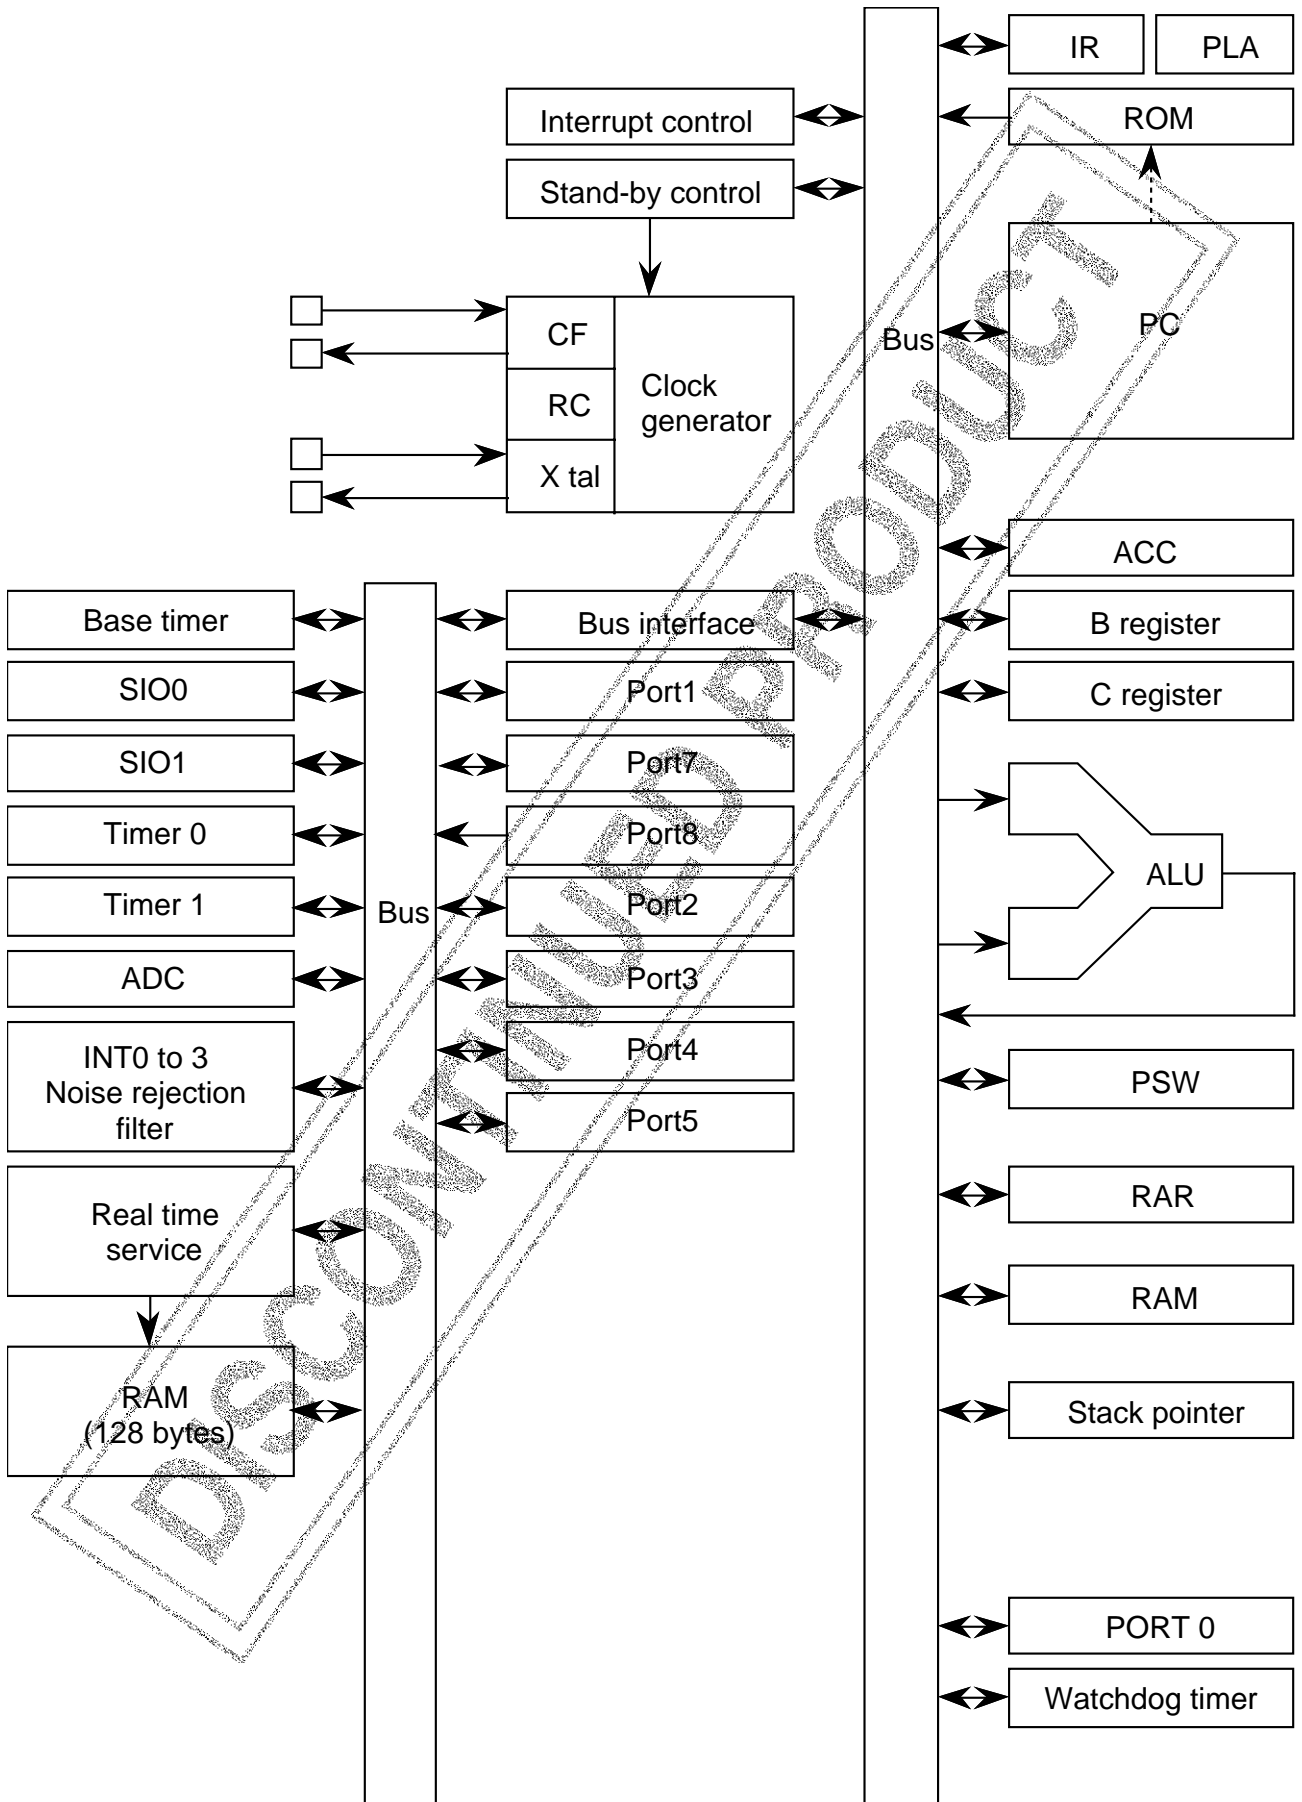 IR
PLA
Interrupt control
ROM
Stand-by control
CF
RC
X tal
Clock
generator
Bus
PC
ACC
Base timer
Bus interface
B register
SIO0
Port1
C register
SIO1
Port7
Timer 0
Port8
Timer 1
Bus
Port2
ALU
ADC
Port3
INT0 to 3
Noise rejection
filter
Port4
Port5
PSW
Real time
service
RAR
RAM
RAM
(128 bytes)
Stack pointer
PORT 0
Watchdog timer
DISCONTINUED PRODUCT